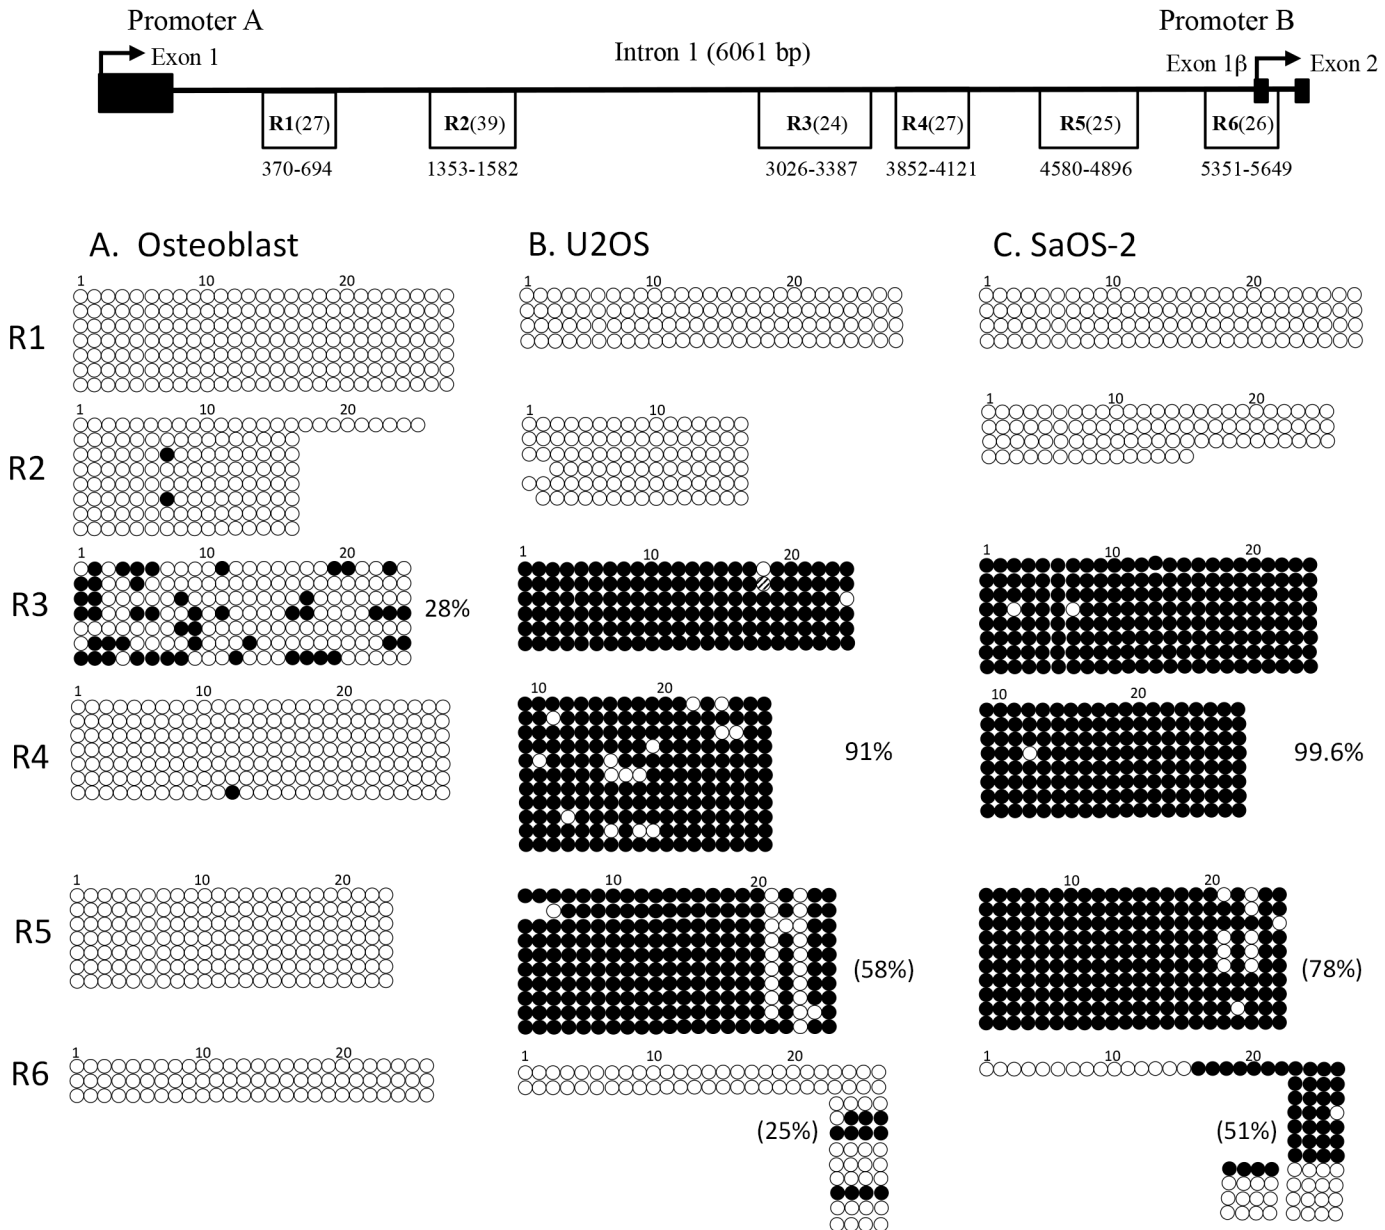 Promoter A
Promoter B
Exon 1
Intron 1 (6061 bp)
Exon 1β
Exon 2
R1(27)
R2(39)
R3(24)
R4(27)
R5(25)
R6(26)
370-694
1353-1582
3026-3387
3852-4121
4580-4896
5351-5649
A. Osteoblast
B. U2OS
C. SaOS-2
1 10 20
1 10 20
1 10 20
R1
1 10 20
1 10
1 10 20
R2
1 10 20
1 10 20
1 10 20
R3
28%
1 10 20
10 20
10 20
R4
91%
99.6%
1 10 20
10 20
10 20
R5
(58%)
(78%)
1 10 20
1 10 20
1 10 20
R6
(25%)
(51%)